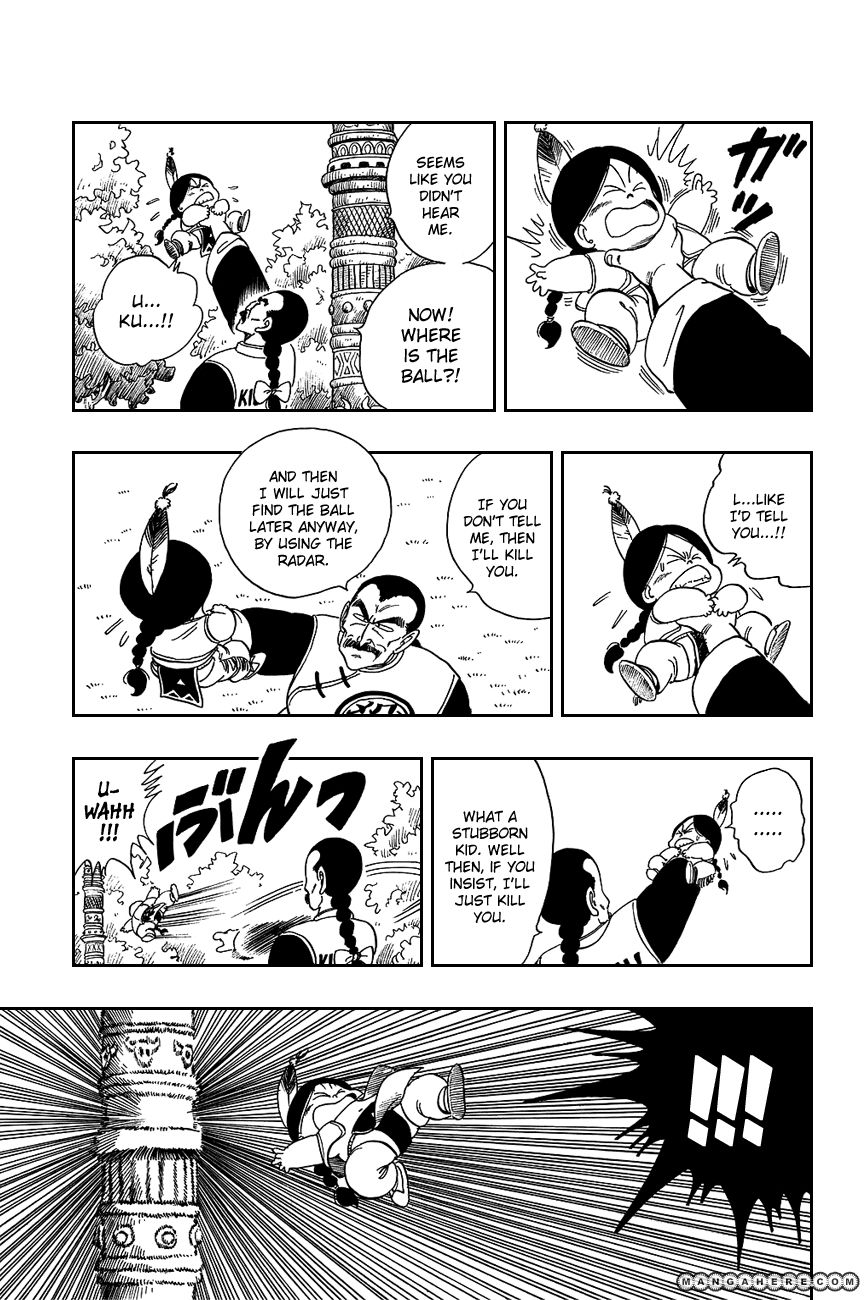 ガッ
SEEMS
LIKE YOU
DIDN'T
HEAR
ME.
NOW!
WHERE
IS THE
BALL?!
U...
KU...!!
KI
L...LIKE
I'D TELL
YOU...!!
IF YOU
DON'T TELL
ME, THEN
I'LL KILL
YOU.
AND THEN
I WILL JUST
FIND THE BALL
LATER ANYWAY,
BY USING THE
RADAR.
.....
.....
WHAT A
STUBBORN
KID. WELL
THEN, IF YOU
INSIST, I'LL
JUST KILL
YOU.
ぶんっ
U-
WAHH
!!!
KI
!!!
MANGAHERE.COM